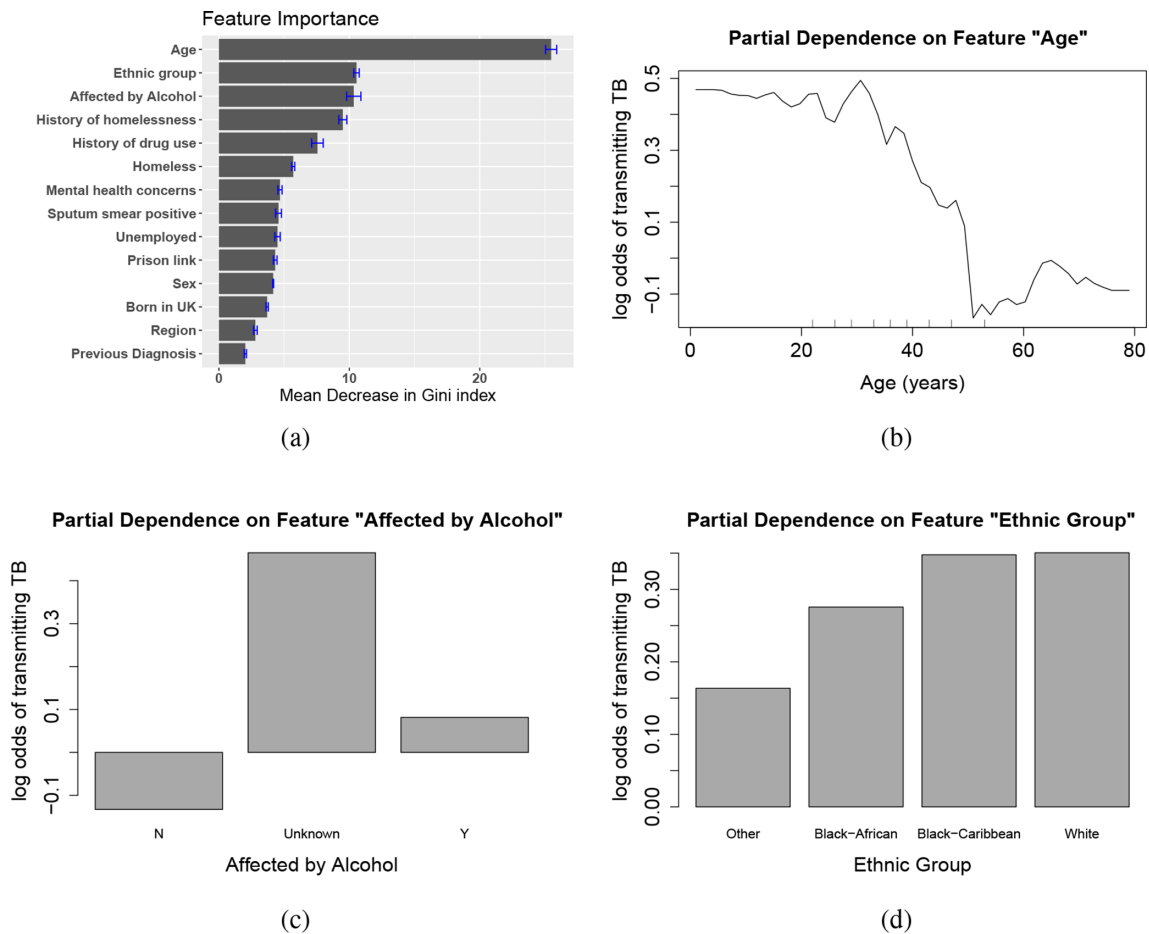 Feature Importance
Age
Ethnic group
Affected by Alcohol
History of homelessness
History of drug use
Homeless
Mental health concerns
Sputum smear positive
Unemployed
Prison link
Sex
Born in UK
Region
Previous Diagnosis
0 10 20
Mean Decrease in Gini index
(a)
Partial Dependence on Feature "Age"
log odds of transmitting TB
0.5
0.3
0.1
−0.1
0 20 40 60 80
Age (years)
(b)
Partial Dependence on Feature "Affected by Alcohol"
log odds of transmitting TB
0.3
0.1
−0.1
N Unknown Y
Affected by Alcohol
(c)
Partial Dependence on Feature "Ethnic Group"
log odds of transmitting TB
0.30
0.20
0.10
0.00
Other Black−African Black−Caribbean White
Ethnic Group
(d)